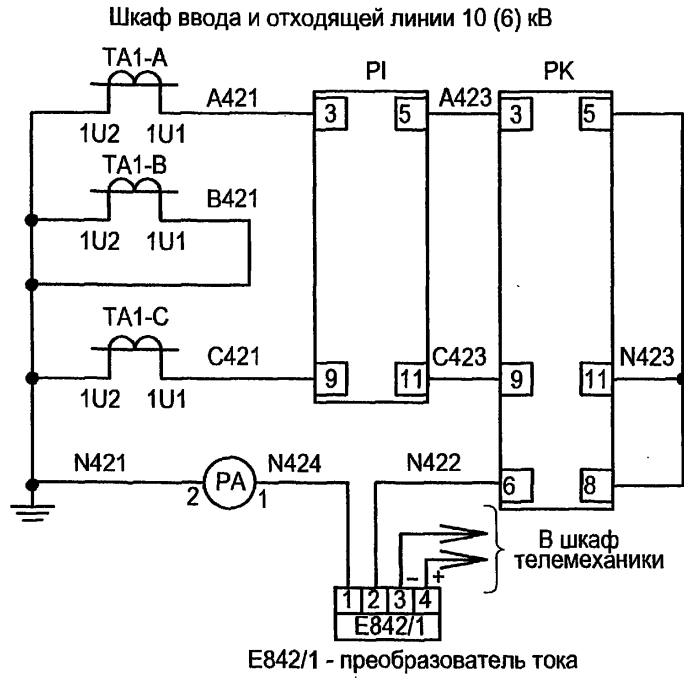 Шкаф ввода и отходящей линии 10 (6) кВ
TA1-A
PI
PK
A421
A423
3
5
3
5
1U2
1U1
TA1-B
B421
1U2
1U1
TA1-C
C421
C423
N423
9
11
9
11
1U2
1U1
N421
PA
N424
N422
2
1
6
8
В шкаф
телемеханики
–
+
1
2
3
4
E842/1
E842/1 - преобразователь тока